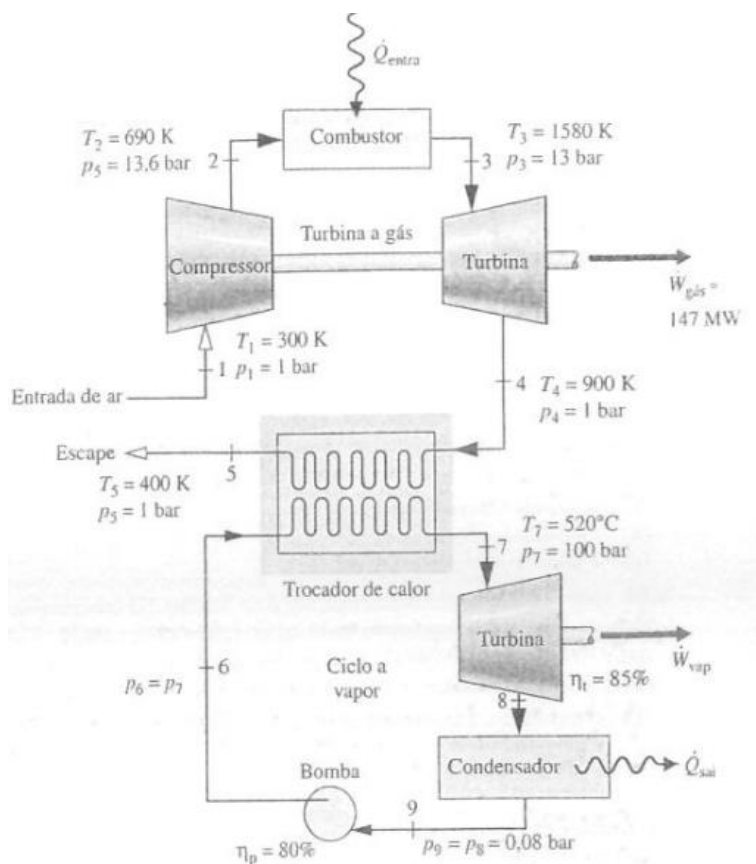 Q̇entra
Combustor
T2 = 690 K
p5 = 13,6 bar
2
3
T3 = 1580 K
p3 = 13 bar
Compressor
Turbina a gás
Turbina
Ẇgás =
147 MW
1
T1 = 300 K
p1 = 1 bar
Entrada de ar
4
T4 = 900 K
p4 = 1 bar
Escape
5
T5 = 400 K
p5 = 1 bar
Trocador de calor
7
T7 = 520°C
p7 = 100 bar
Turbina
Ẇvap
ηt = 85%
p6 = p7
6
Ciclo a
vapor
8
Condensador
Q̇sai
Bomba
9
ηp = 80%
p9 = p8 = 0,08 bar